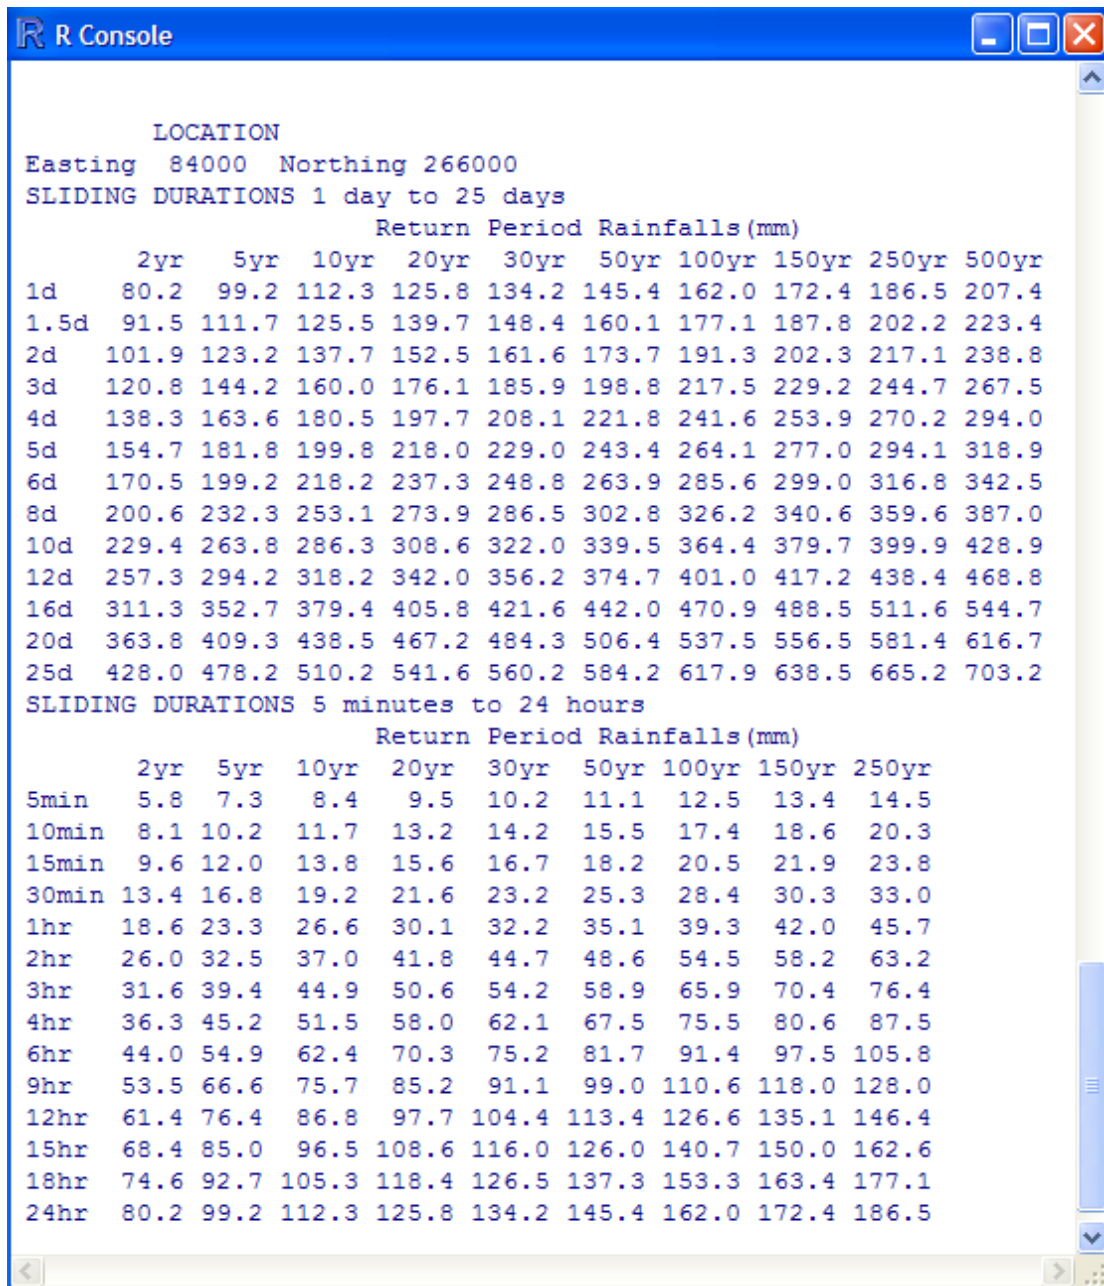 R Console
LOCATION
Easting  84000  Northing 266000
SLIDING DURATIONS 1 day to 25 days
Return Period Rainfalls(mm)
2yr 5yr 10yr 20yr 30yr 50yr 100yr 150yr 250yr 500yr
1d 80.2 99.2 112.3 125.8 134.2 145.4 162.0 172.4 186.5 207.4
1.5d 91.5 111.7 125.5 139.7 148.4 160.1 177.1 187.8 202.2 223.4
2d 101.9 123.2 137.7 152.5 161.6 173.7 191.3 202.3 217.1 238.8
3d 120.8 144.2 160.0 176.1 185.9 198.8 217.5 229.2 244.7 267.5
4d 138.3 163.6 180.5 197.7 208.1 221.8 241.6 253.9 270.2 294.0
5d 154.7 181.8 199.8 218.0 229.0 243.4 264.1 277.0 294.1 318.9
6d 170.5 199.2 218.2 237.3 248.8 263.9 285.6 299.0 316.8 342.5
8d 200.6 232.3 253.1 273.9 286.5 302.8 326.2 340.6 359.6 387.0
10d 229.4 263.8 286.3 308.6 322.0 339.5 364.4 379.7 399.9 428.9
12d 257.3 294.2 318.2 342.0 356.2 374.7 401.0 417.2 438.4 468.8
16d 311.3 352.7 379.4 405.8 421.6 442.0 470.9 488.5 511.6 544.7
20d 363.8 409.3 438.5 467.2 484.3 506.4 537.5 556.5 581.4 616.7
25d 428.0 478.2 510.2 541.6 560.2 584.2 617.9 638.5 665.2 703.2
SLIDING DURATIONS 5 minutes to 24 hours
Return Period Rainfalls(mm)
2yr 5yr 10yr 20yr 30yr 50yr 100yr 150yr 250yr
5min 5.8 7.3 8.4 9.5 10.2 11.1 12.5 13.4 14.5
10min 8.1 10.2 11.7 13.2 14.2 15.5 17.4 18.6 20.3
15min 9.6 12.0 13.8 15.6 16.7 18.2 20.5 21.9 23.8
30min 13.4 16.8 19.2 21.6 23.2 25.3 28.4 30.3 33.0
1hr 18.6 23.3 26.6 30.1 32.2 35.1 39.3 42.0 45.7
2hr 26.0 32.5 37.0 41.8 44.7 48.6 54.5 58.2 63.2
3hr 31.6 39.4 44.9 50.6 54.2 58.9 65.9 70.4 76.4
4hr 36.3 45.2 51.5 58.0 62.1 67.5 75.5 80.6 87.5
6hr 44.0 54.9 62.4 70.3 75.2 81.7 91.4 97.5 105.8
9hr 53.5 66.6 75.7 85.2 91.1 99.0 110.6 118.0 128.0
12hr 61.4 76.4 86.8 97.7 104.4 113.4 126.6 135.1 146.4
15hr 68.4 85.0 96.5 108.6 116.0 126.0 140.7 150.0 162.6
18hr 74.6 92.7 105.3 118.4 126.5 137.3 153.3 163.4 177.1
24hr 80.2 99.2 112.3 125.8 134.2 145.4 162.0 172.4 186.5